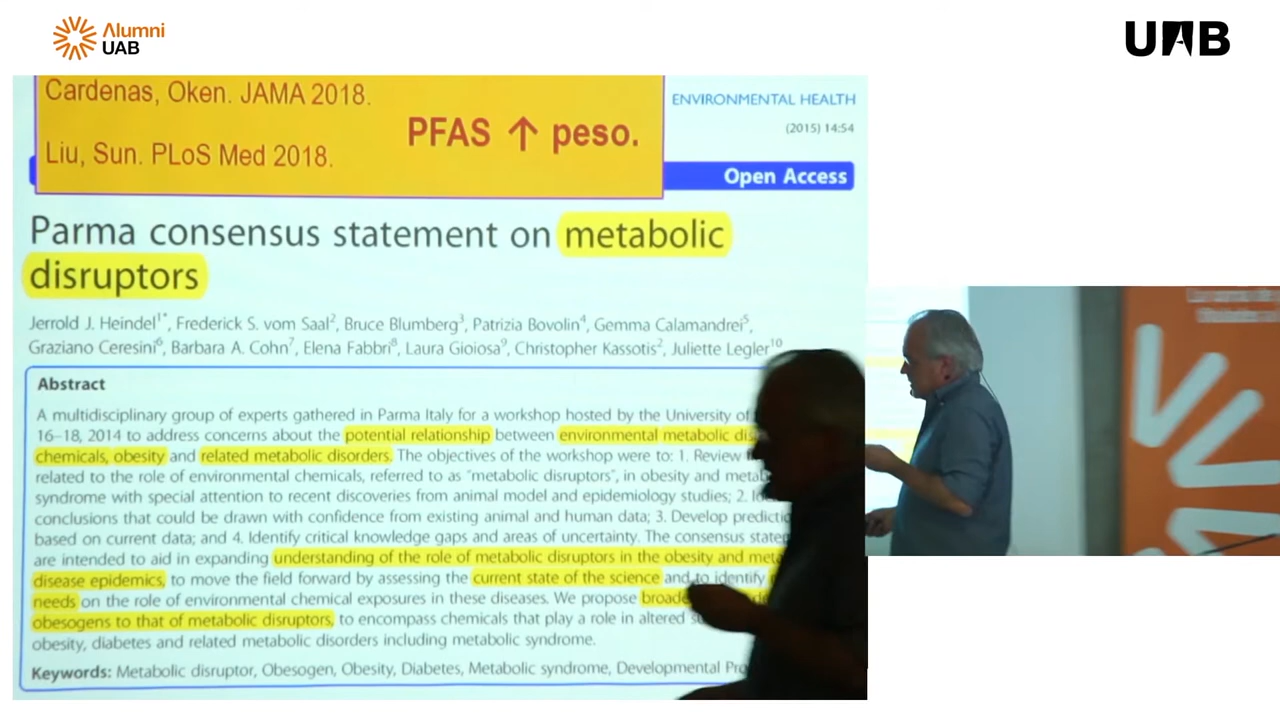 Alumni
UAB
UAB
Cardenas, Oken. JAMA 2018.
PFAS ↑ peso.
Liu, Sun. PLoS Med 2018.
ENVIRONMENTAL HEALTH
(2015) 14:54
Open Access
Parma consensus statement on metabolic
disruptors
Jerrold J. Heindel1*, Frederick S. vom Saal2, Bruce Blumberg3, Patrizia Bovolin4, Gemma Calamandrei5,
Graziano Ceresini6, Barbara A. Cohn7, Elena Fabbri8, Laura Gioiosa9, Christopher Kassotis2, Juliette Legler10
Abstract
A multidisciplinary group of experts gathered in Parma Italy for a workshop hosted by the University of
16–18, 2014 to address concerns about the potential relationship between environmental metabolic
chemicals, obesity and related metabolic disorders. The objectives of the workshop were to: 1. Review
related to the role of environmental chemicals, referred to as "metabolic disruptors", in obesity and
syndrome with special attention to recent discoveries from animal model and epidemiology studies; 2.
conclusions that could be drawn with confidence from existing animal and human data; 3. Develop
based on current data; and 4. Identify critical knowledge gaps and areas of uncertainty. The consensus
are intended to aid in expanding understanding of the role of metabolic disruptors in the obesity and
disease epidemics, to move the field forward by assessing the current state of the science and to identify
needs on the role of environmental chemical exposures in these diseases. We propose
obesogens to that of metabolic disruptors, to encompass chemicals that play a role in altered
obesity, diabetes and related metabolic disorders including metabolic syndrome.
Keywords: Metabolic disruptor, Obesogen, Obesity, Diabetes, Metabolic syndrome, Developmental